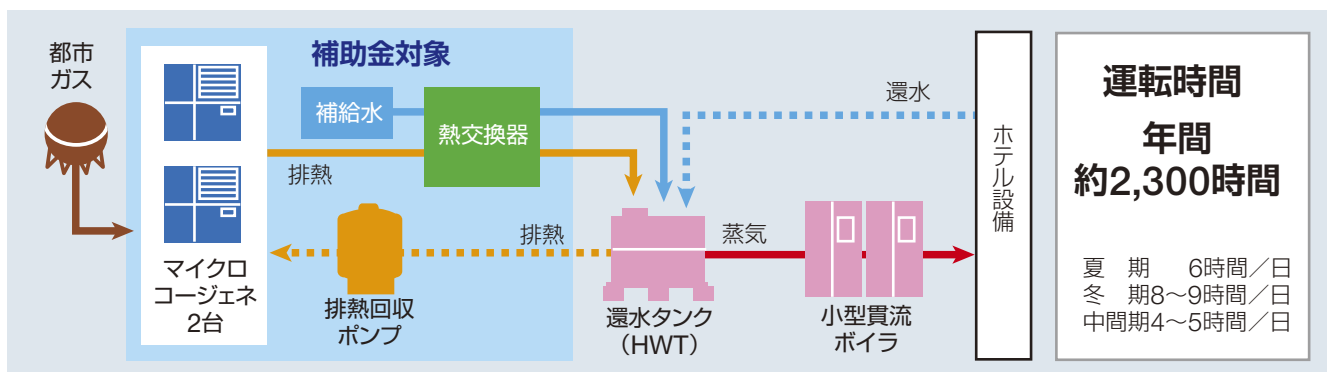 都市
ガス
補助金対象
補給水
熱交換器
排熱
マイクロ
コージェネ
2台
排熱
排熱回収
ポンプ
還水
還水タンク
（HWT）
蒸気
小型貫流
ボイラ
ホテル設備
運転時間
年間
約2,300時間
夏　期　 6時間／日
冬　期8〜9時間／日
中間期4〜5時間／日